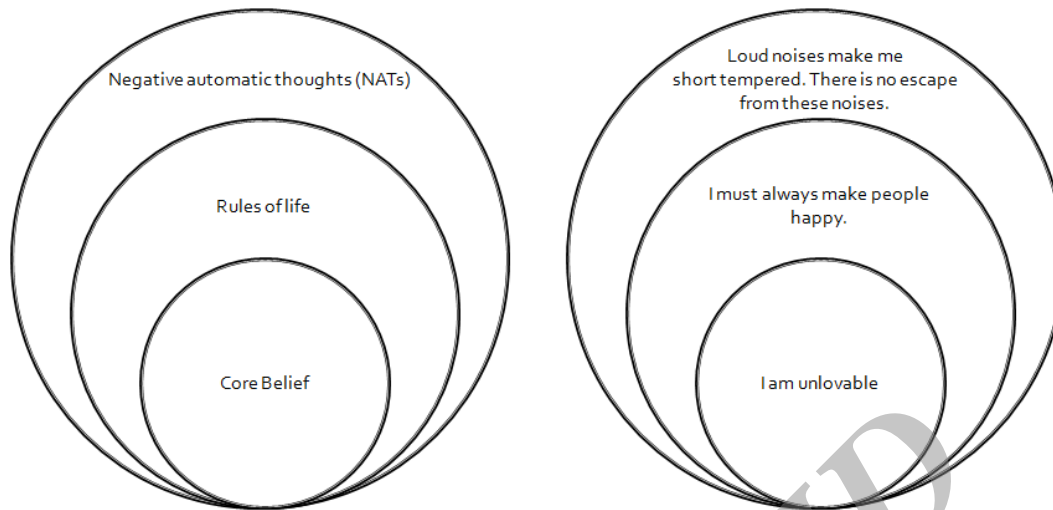 Negative automatic thoughts (NATs)
Rules of life
Core Belief
Loud noises make me
short tempered. There is no escape
from these noises.
I must always make people
happy.
I am unlovable